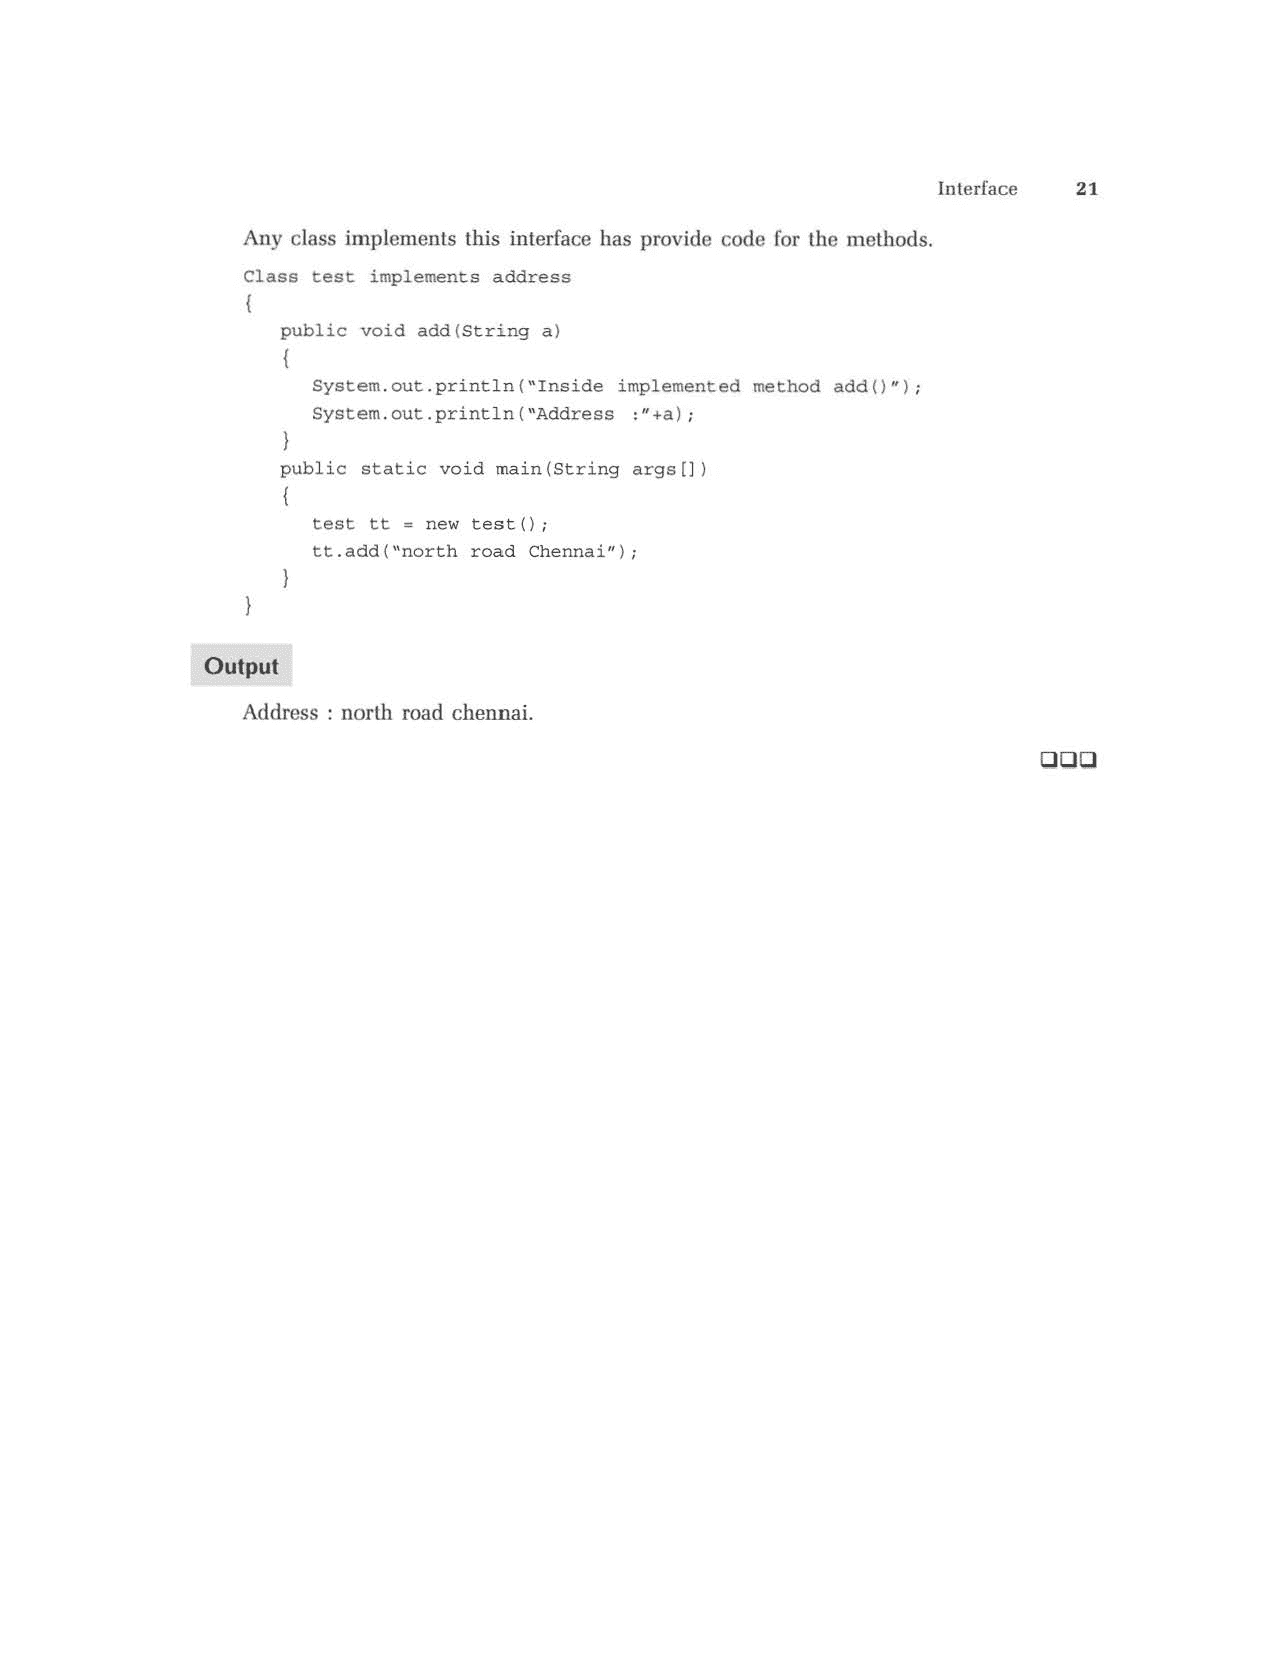 Interface 21
Any class implements this interface has provide code for the methods.
Class test implements address
{
public void add(String a)
{
System.out.println("Inside implemented method add()");
System.out.println("Address :"+a);
}
public static void main(String args[])
{
test tt = new test();
tt.add("north road Chennai");
}
}
Output
Address : north road chennai.
❑❑❑